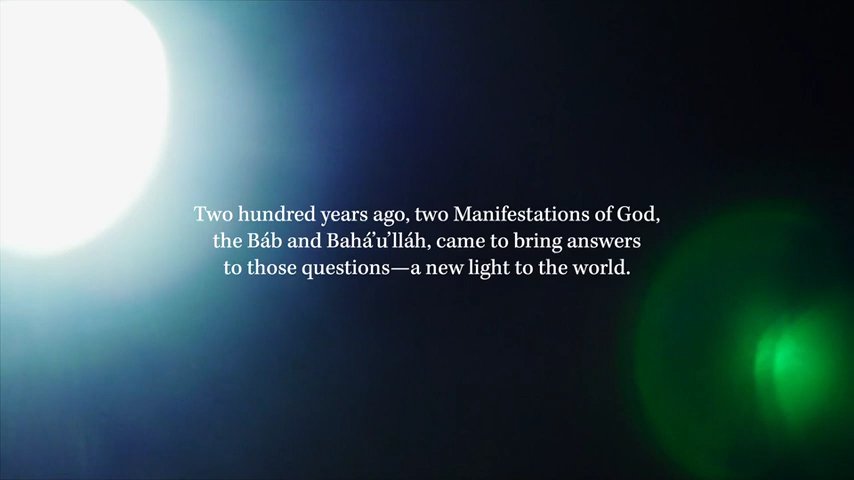 Two hundred years ago, two Manifestations of God,
the Báb and Bahá’u’lláh, came to bring answers
to those questions—a new light to the world.